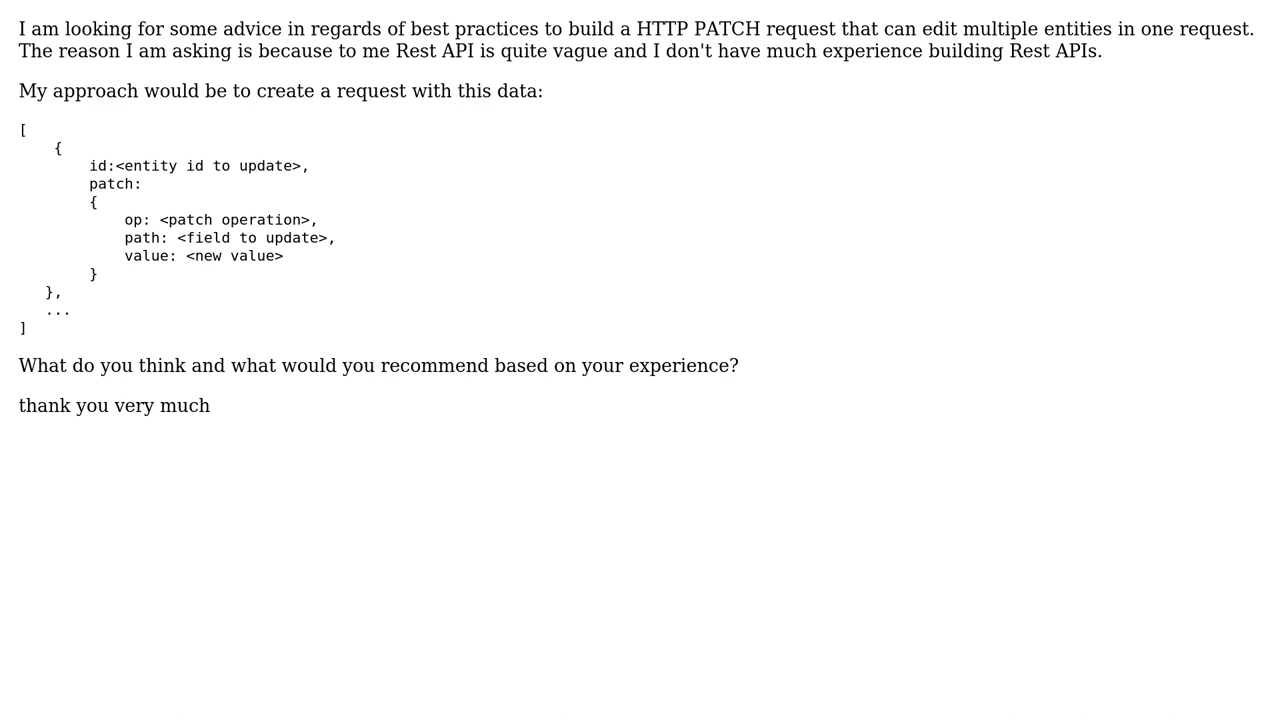 I am looking for some advice in regards of best practices to build a HTTP PATCH request that can edit multiple entities in one request.
The reason I am asking is because to me Rest API is quite vague and I don't have much experience building Rest APIs.
My approach would be to create a request with this data:
[
    {
        id:<entity id to update>,
        patch:
        {
            op: <patch operation>,
            path: <field to update>,
            value: <new value>
        }
   },
   ...
]
What do you think and what would you recommend based on your experience?
thank you very much